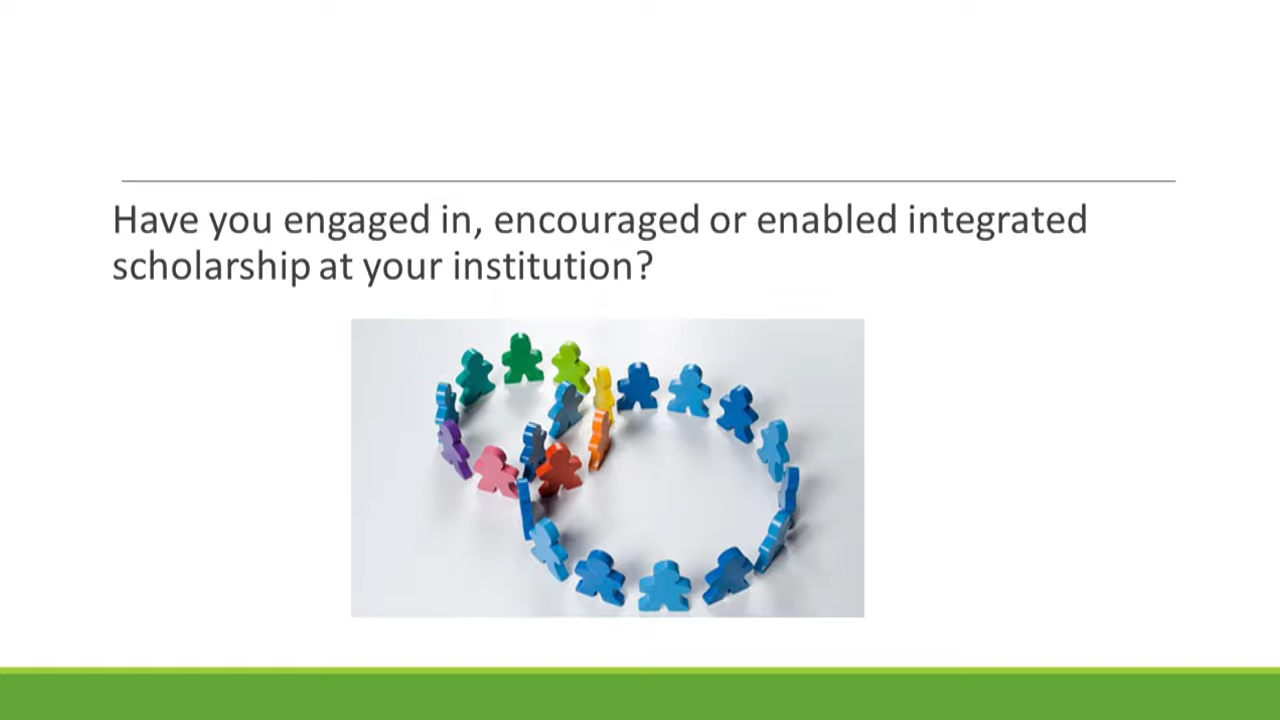 Have you engaged in, encouraged or enabled integrated
scholarship at your institution?